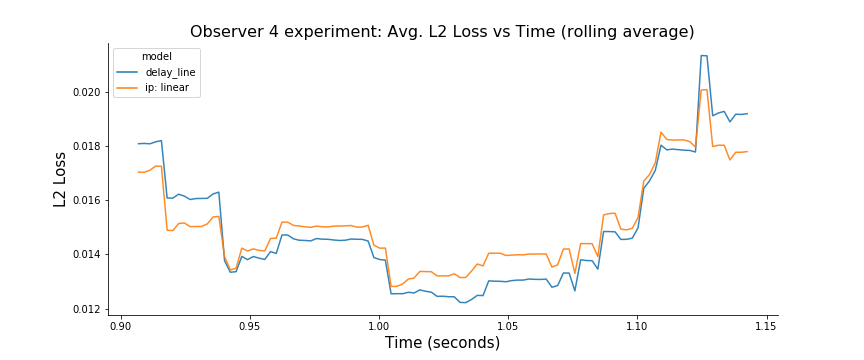 Observer 4 experiment: Avg. L2 Loss vs Time (rolling average)
model
delay_line
ip: linear
L2 Loss
0.020
0.018
0.016
0.014
0.012
0.90
0.95
1.00
1.05
1.10
1.15
Time (seconds)